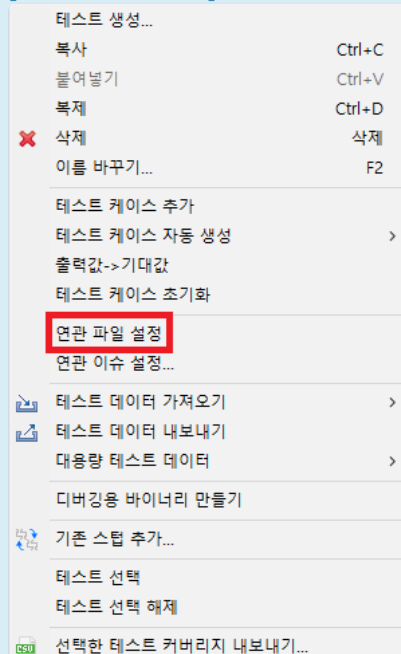 테스트 생성...
복사 Ctrl+C
붙여넣기 Ctrl+V
복제 Ctrl+D
삭제 삭제
이름 바꾸기... F2
테스트 케이스 추가
테스트 케이스 자동 생성
출력값->기대값
테스트 케이스 초기화
연관 파일 설정
연관 이슈 설정...
테스트 데이터 가져오기
테스트 데이터 내보내기
대용량 테스트 데이터
디버깅용 바이너리 만들기
기존 스텁 추가...
테스트 선택
테스트 선택 해제
CSV 선택한 테스트 커버리지 내보내기...